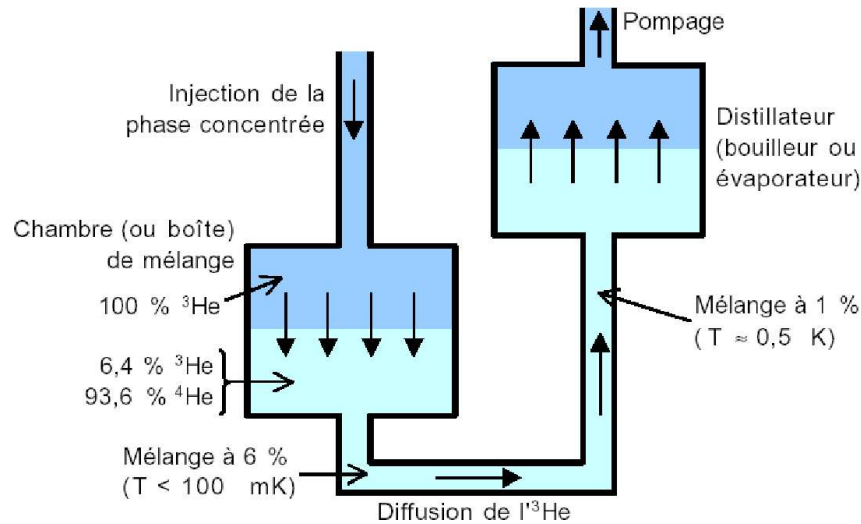 Pompage
Injection de la
phase concentrée
Distillateur
(bouilleur ou
évaporateur)
Chambre (ou boîte)
de mélange
100 % ³He
6,4 % ³He
93,6 % ⁴He
Mélange à 1 %
(T ≈ 0,5 K)
Mélange à 6 %
(T < 100 mK)
Diffusion de l'³He